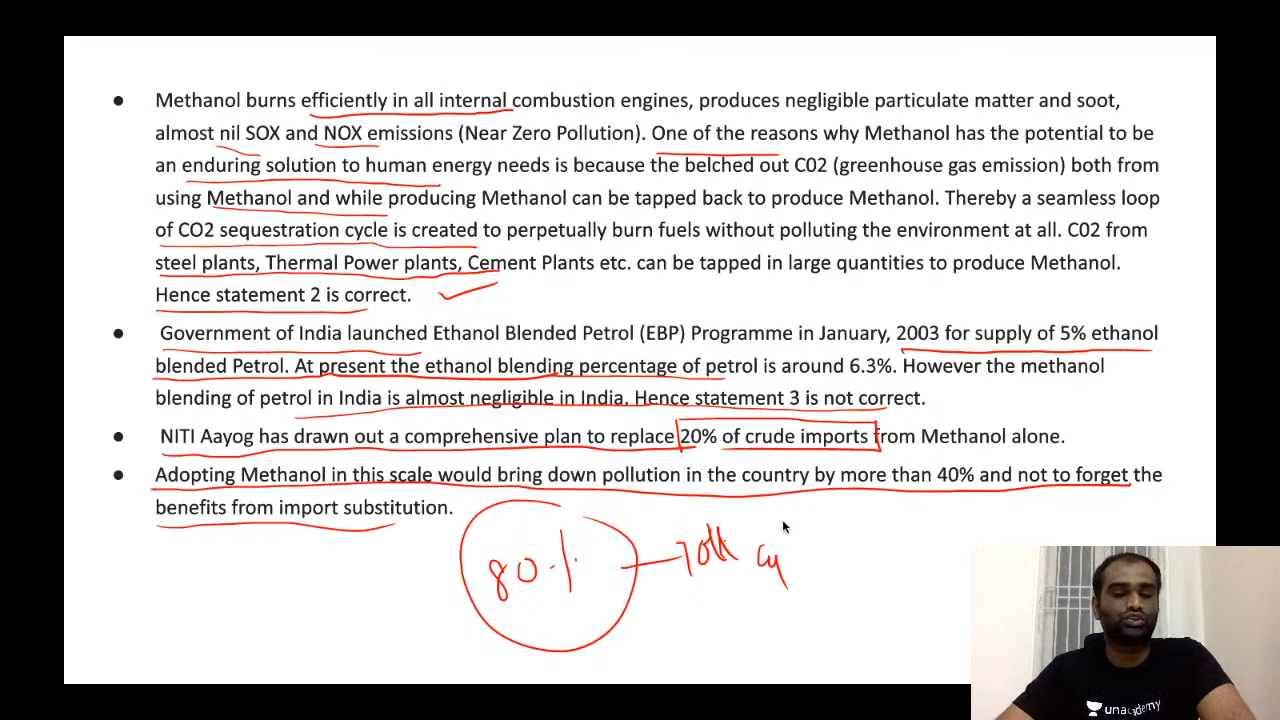 ● Methanol burns efficiently in all internal combustion engines, produces negligible particulate matter and soot,
almost nil SOX and NOX emissions (Near Zero Pollution). One of the reasons why Methanol has the potential to be
an enduring solution to human energy needs is because the belched out C02 (greenhouse gas emission) both from
using Methanol and while producing Methanol can be tapped back to produce Methanol. Thereby a seamless loop
of CO2 sequestration cycle is created to perpetually burn fuels without polluting the environment at all. C02 from
steel plants, Thermal Power plants, Cement Plants etc. can be tapped in large quantities to produce Methanol.
Hence statement 2 is correct.
● Government of India launched Ethanol Blended Petrol (EBP) Programme in January, 2003 for supply of 5% ethanol
blended Petrol. At present the ethanol blending percentage of petrol is around 6.3%. However the methanol
blending of petrol in India is almost negligible in India. Hence statement 3 is not correct.
● NITI Aayog has drawn out a comprehensive plan to replace 20% of crude imports from Methanol alone.
● Adopting Methanol in this scale would bring down pollution in the country by more than 40% and not to forget the
benefits from import substitution.
80%
unacademy